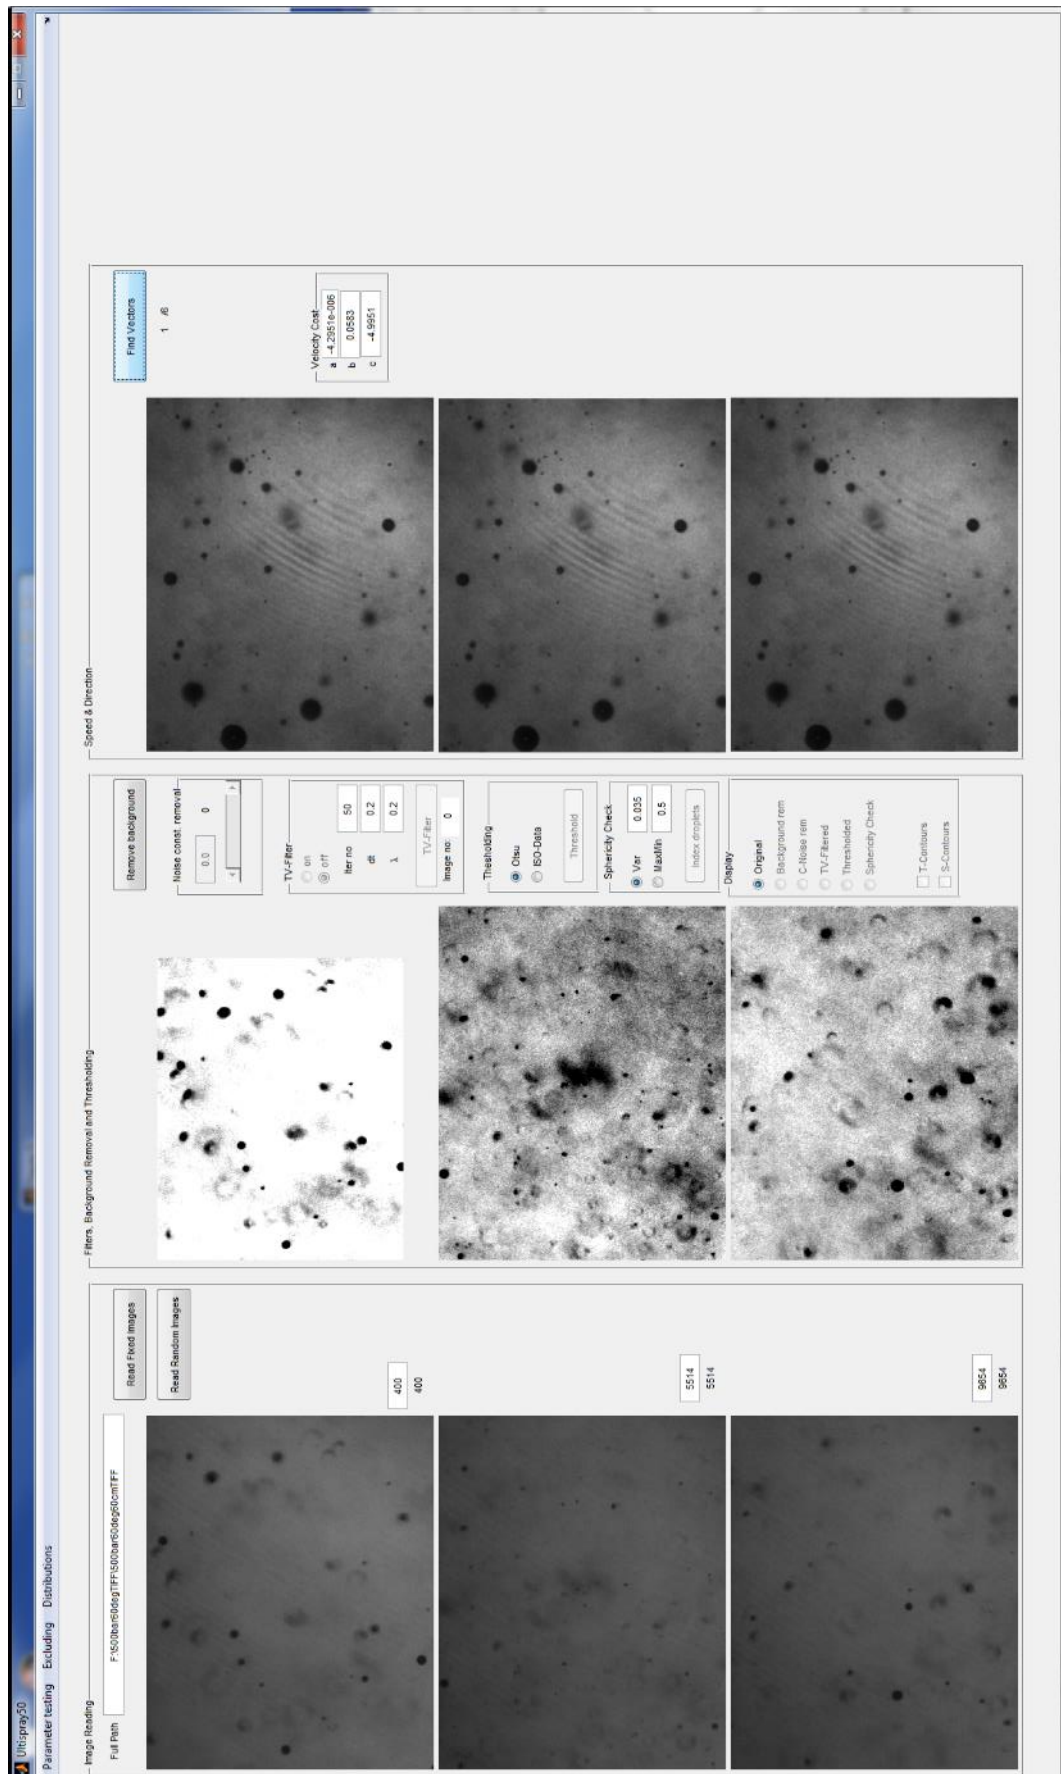 Ultispray50
Parameter testing Excluding Distributions
Image Reading
Full Path
F:\500bar60degTIFF\500bar60deg60cmTIFF
Read Fixed Images
Read Random Images
400
400
5514
5514
9654
9654
Filters, Background Removal and Thresholding
Remove background
Noise const. removal
0.0
0
TV-Filter
on
off
Iter no
50
dt
0.2
λ
0.2
TV-Filter
Image no:
0
Thesholding
Otsu
ISO-Data
Threshold
Sphericity Check
Var
0.035
MaxMin
0.5
Index droplets
Display
Original
Background rem
C-Noise rem
TV-Filtered
Thresholded
Sphericity Check
T-Contours
S-Contours
Speed & Direction
Find Vectors
1 /6
Velocity Cost
a -4.2951e-006
b 0.0583
c -4.9951